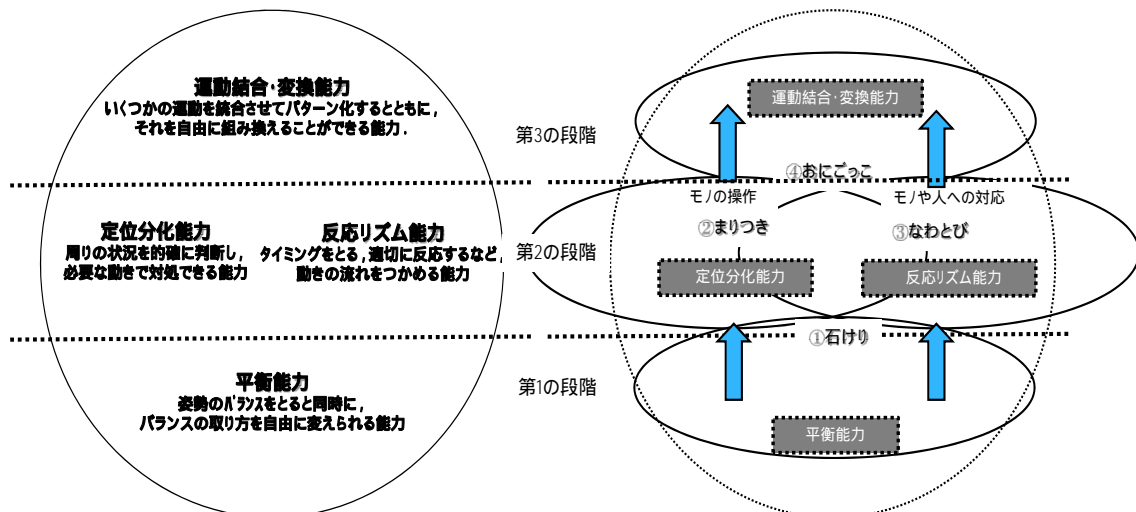 運動結合・変換能力
いくつかの運動を統合させてパターン化するとともに,
それを自由に組み換えることができる能力.
定位分化能力
周りの状況を的確に判断し,
必要な動きで対処できる能力
反応リズム能力
タイミングをとる,適切に反応するなど,
動きの流れをつかめる能力
平衡能力
姿勢のバランスをとると同時に,
バランスの取り方を自由に変えられる能力
第3の段階
第2の段階
第1の段階
運動結合・変換能力
④おにごっこ
モノの操作
モノや人への対応
②まりつき
③なわとび
定位分化能力
反応リズム能力
①石けり
平衡能力